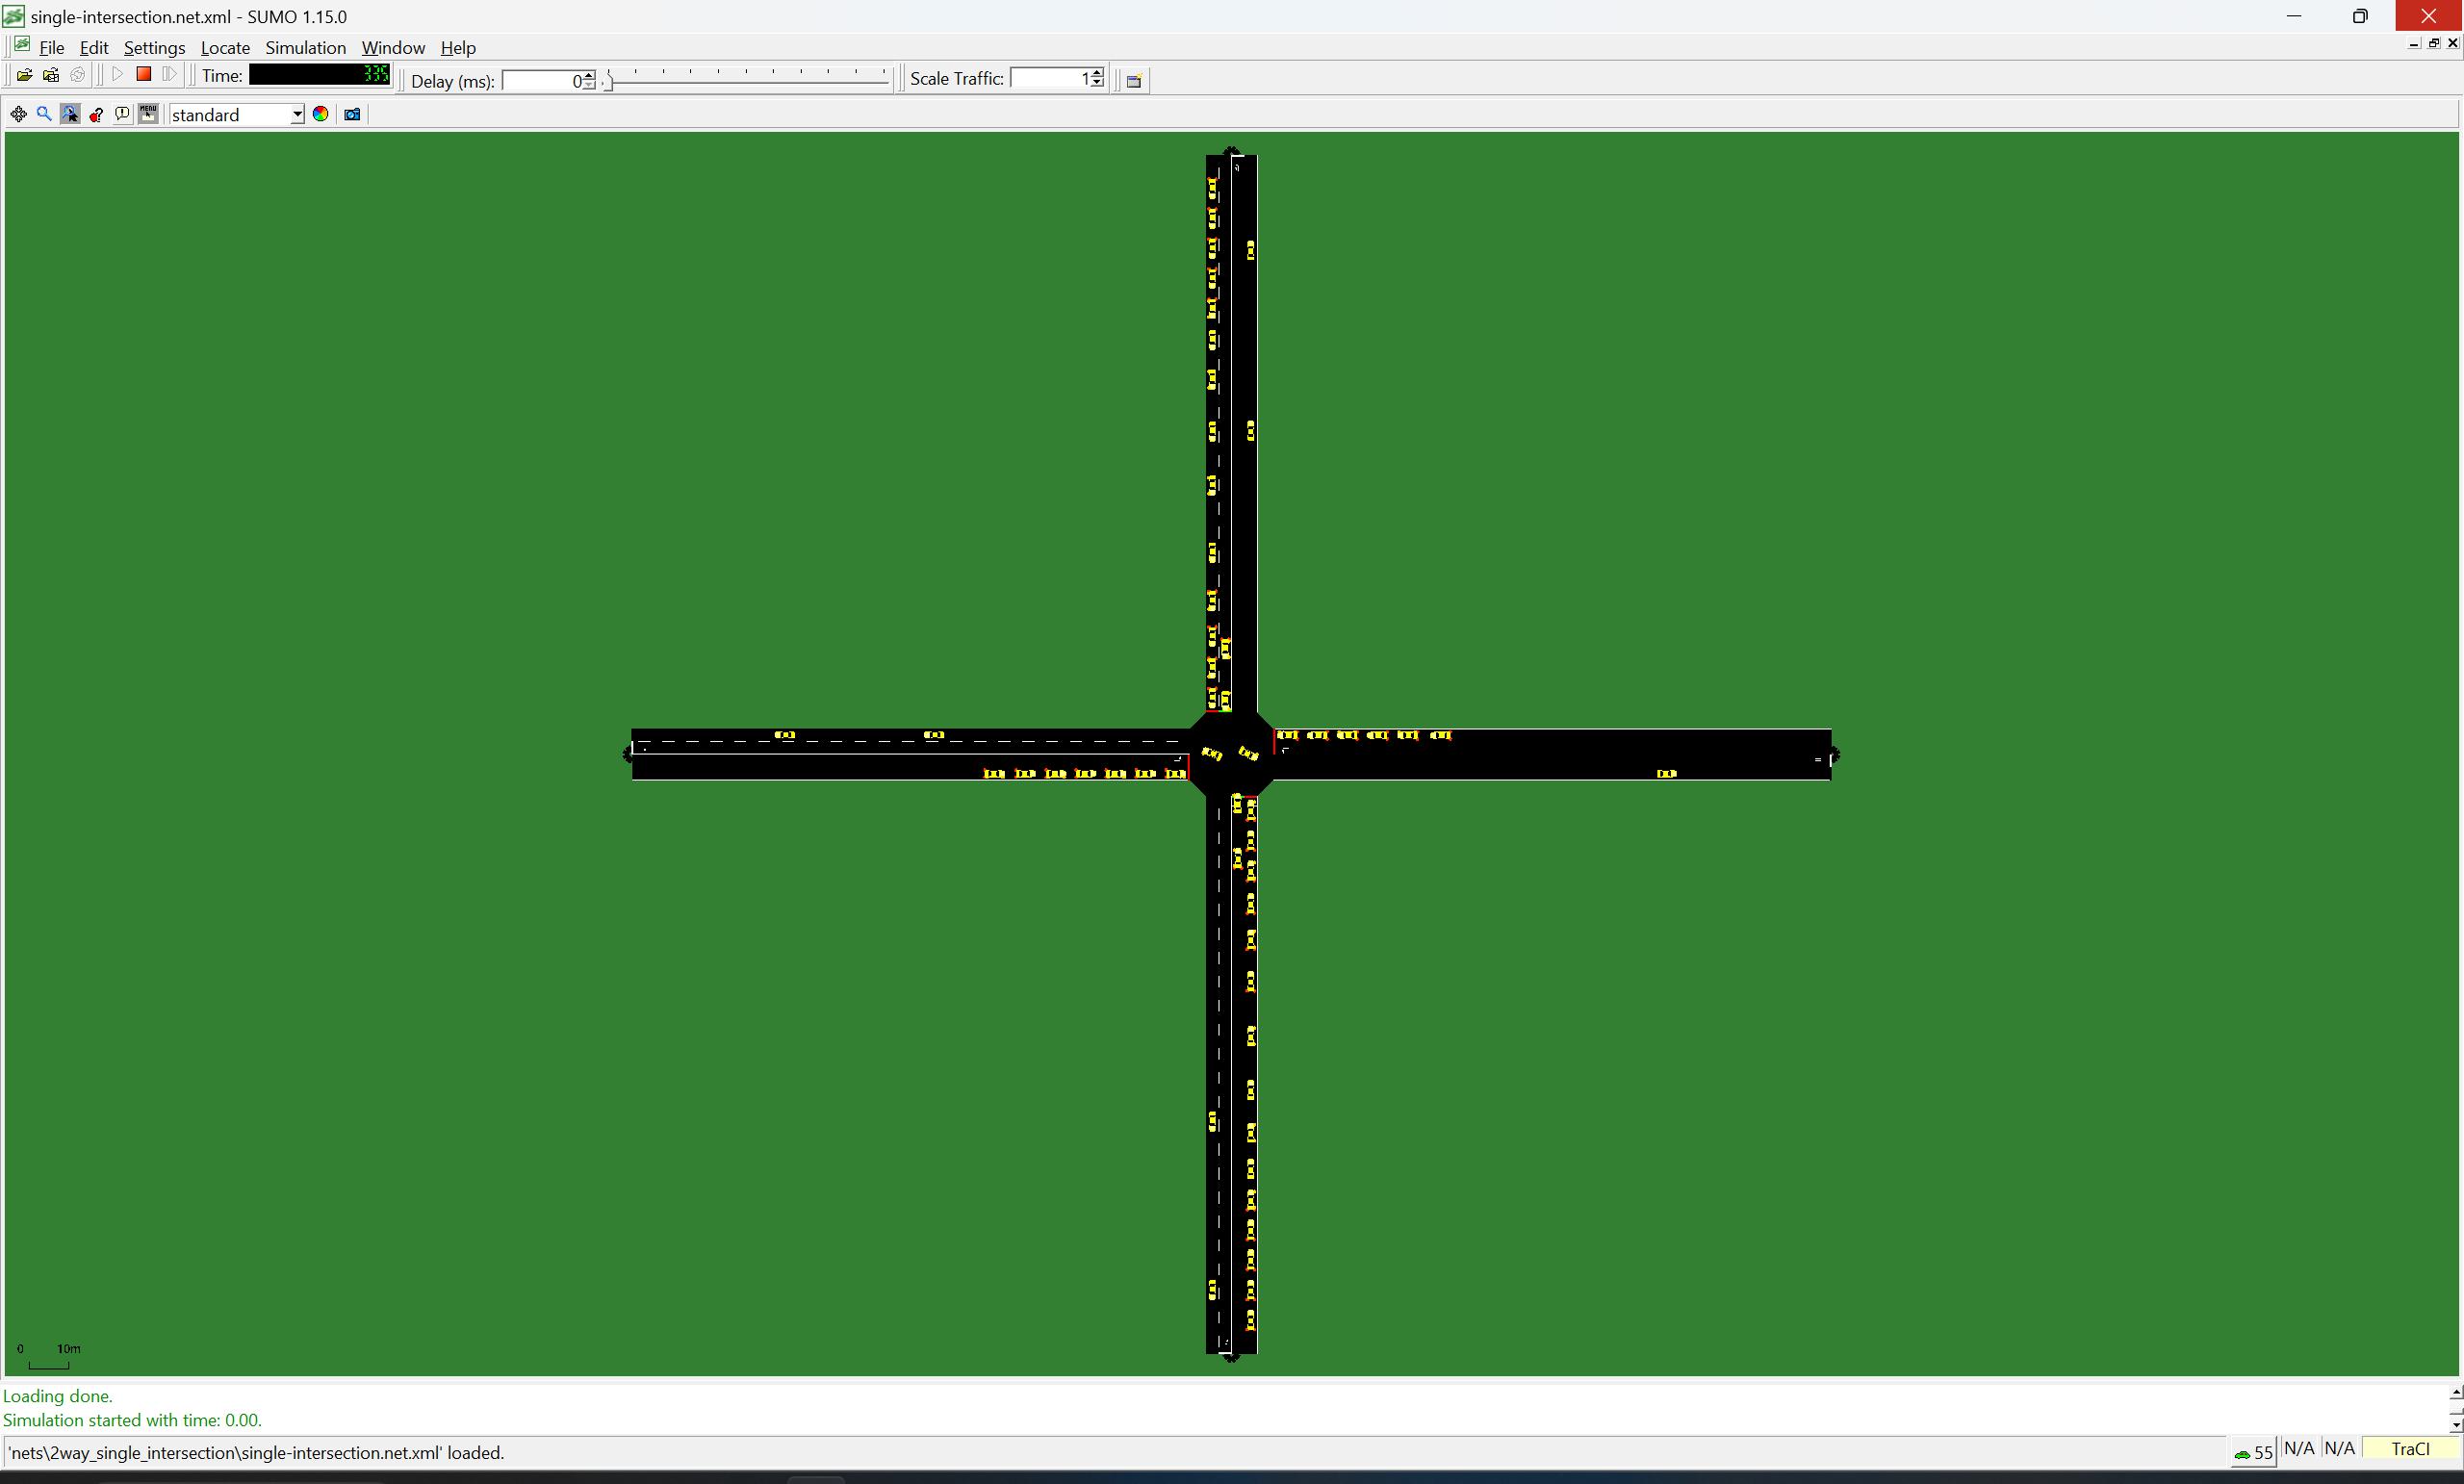 single-intersection.net.xml - SUMO 1.15.0
File Edit Settings Locate Simulation Window Help
Time: 335 Delay (ms): 0 Scale Traffic: 1
MENU standard
0 10m
Loading done.
Simulation started with time: 0.00.
'nets\2way_single_intersection\single-intersection.net.xml' loaded. 55 N/A N/A TraCI